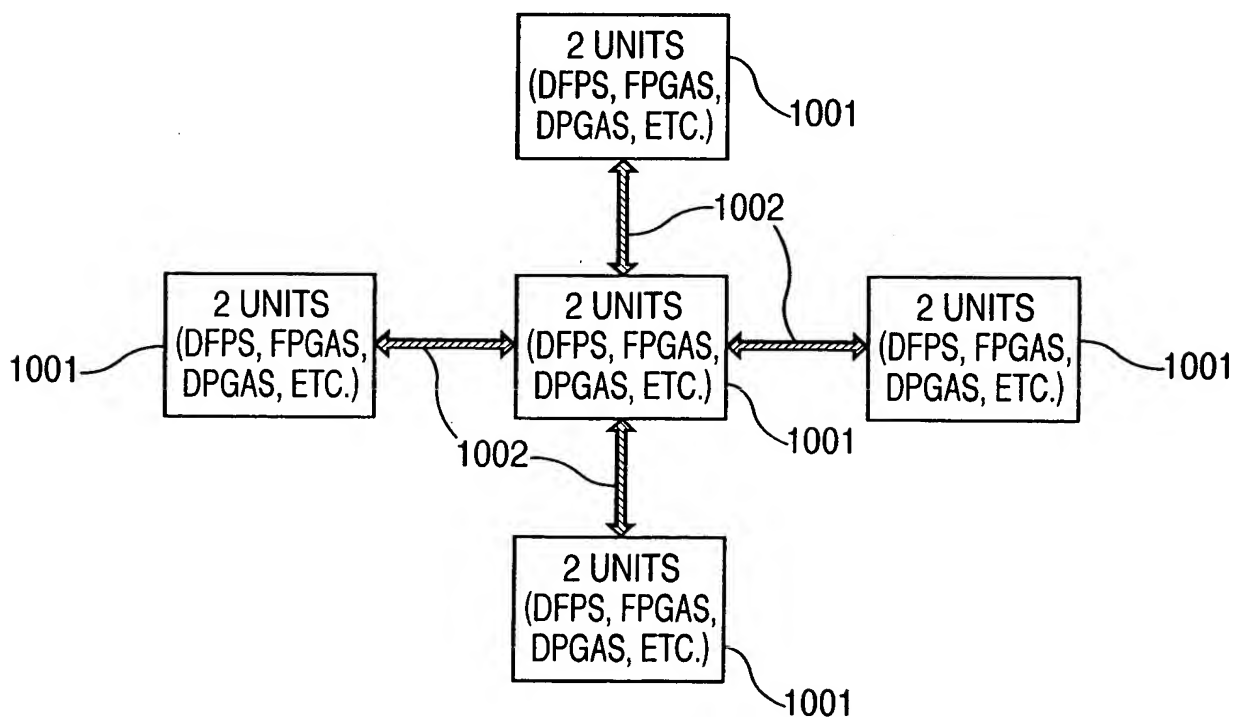 2 UNITS
(DFPS, FPGAS,
DPGAS, ETC.)
1001
1002
2 UNITS
(DFPS, FPGAS,
DPGAS, ETC.)
1001
2 UNITS
(DFPS, FPGAS,
DPGAS, ETC.)
1001
2 UNITS
(DFPS, FPGAS,
DPGAS, ETC.)
1001
1002
2 UNITS
(DFPS, FPGAS,
DPGAS, ETC.)
1001